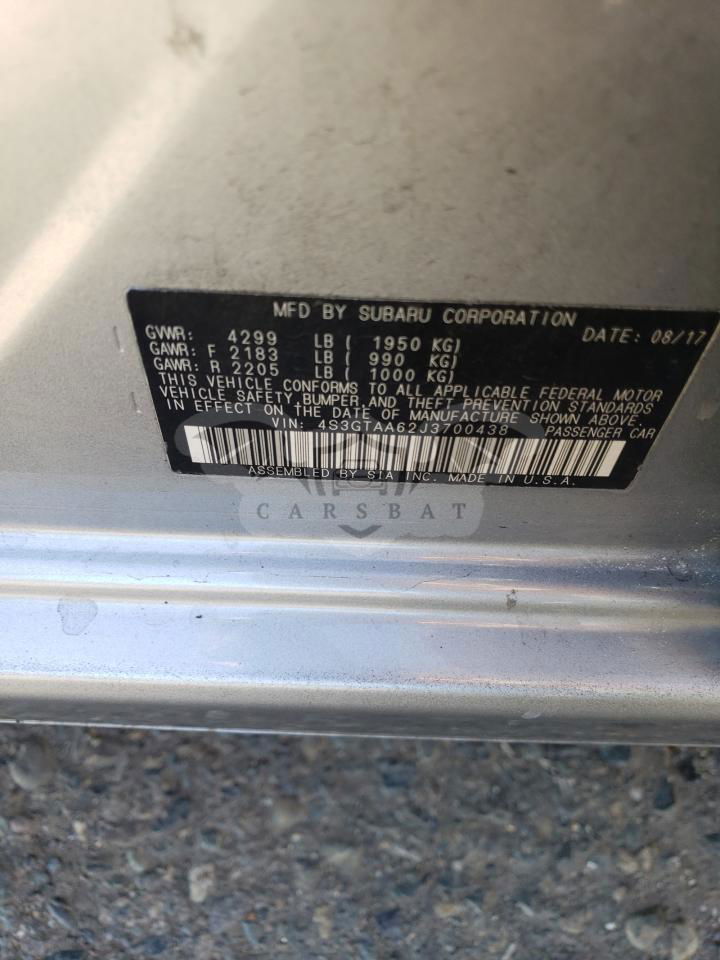 MFD BY SUBARU CORPORATION
GVWR: 4299 LB ( 1950 KG) DATE: 08/17
GAWR: F 2183 LB ( 990 KG)
GAWR: R 2205 LB ( 1000 KG)
THIS VEHICLE CONFORMS TO ALL APPLICABLE FEDERAL MOTOR
VEHICLE SAFETY, BUMPER, AND THEFT PREVENTION STANDARDS
IN EFFECT ON THE DATE OF MANUFACTURE SHOWN ABOVE.
VIN: 4S3GTAA62J3700438 PASSENGER CAR
ASSEMBLED BY SIA INC. MADE IN U.S.A.
CARSBAT